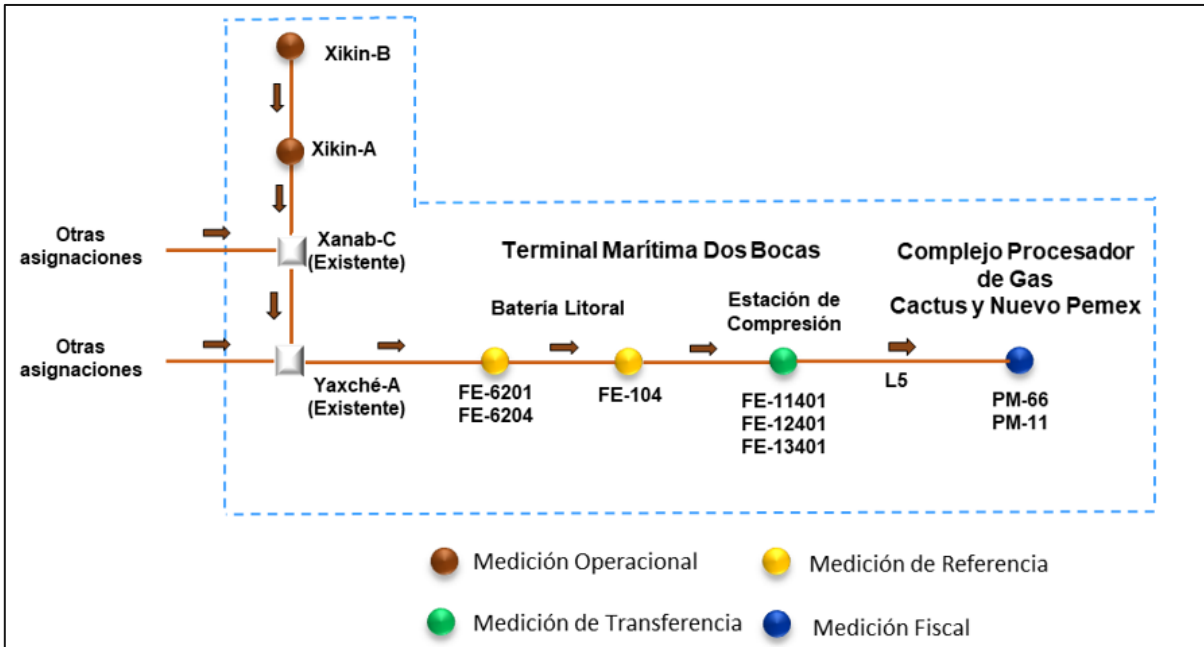 Xikin-B
Xikin-A
Otras
asignaciones
Xanab-C
(Existente)
Terminal Marítima Dos Bocas
Complejo Procesador
de Gas
Cactus y Nuevo Pemex
Batería Litoral
Estación de
Compresión
Otras
asignaciones
Yaxché-A
(Existente)
FE-6201
FE-6204
FE-104
FE-11401
FE-12401
FE-13401
L5
PM-66
PM-11
Medición Operacional
Medición de Referencia
Medición de Transferencia
Medición Fiscal